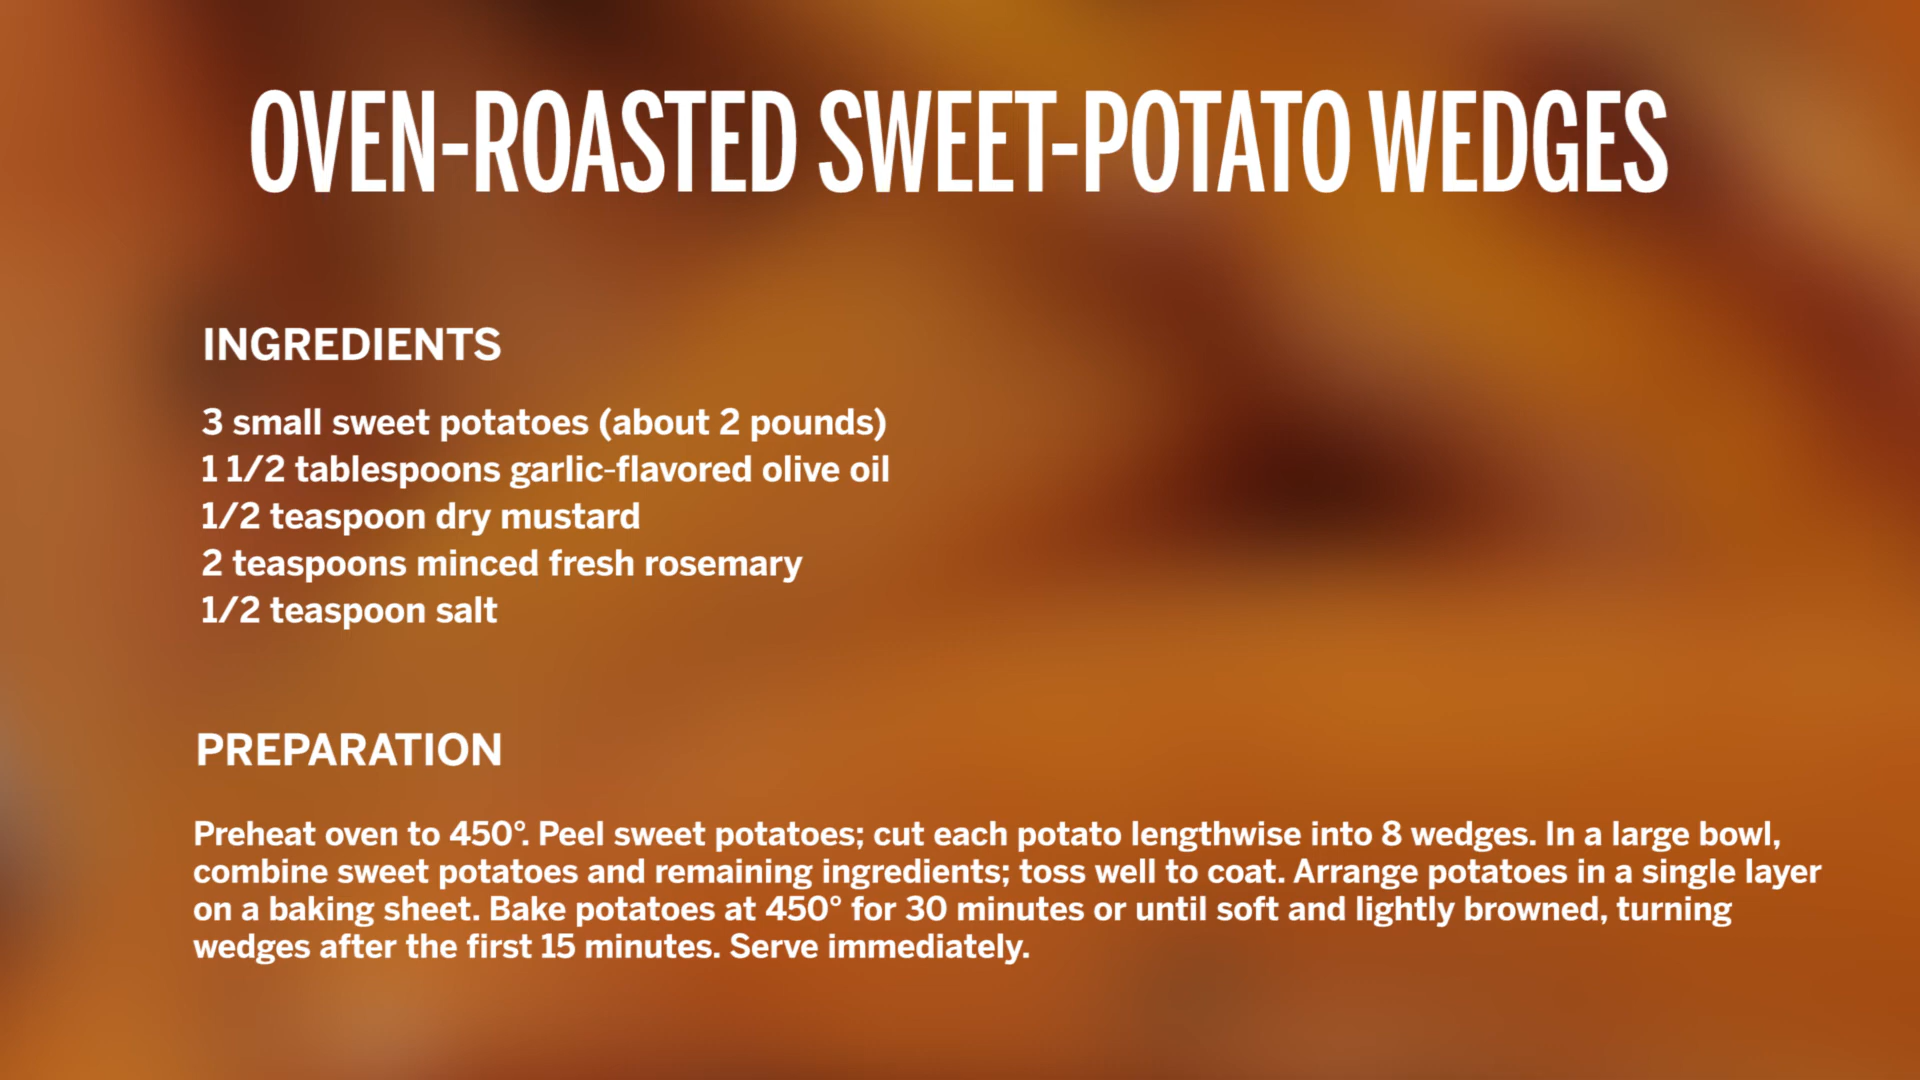 OVEN-ROASTED SWEET-POTATO WEDGES
INGREDIENTS
3 small sweet potatoes (about 2 pounds)
1 1/2 tablespoons garlic-flavored olive oil
1/2 teaspoon dry mustard
2 teaspoons minced fresh rosemary
1/2 teaspoon salt
PREPARATION
Preheat oven to 450°. Peel sweet potatoes; cut each potato lengthwise into 8 wedges. In a large bowl,
combine sweet potatoes and remaining ingredients; toss well to coat. Arrange potatoes in a single layer
on a baking sheet. Bake potatoes at 450° for 30 minutes or until soft and lightly browned, turning
wedges after the first 15 minutes. Serve immediately.